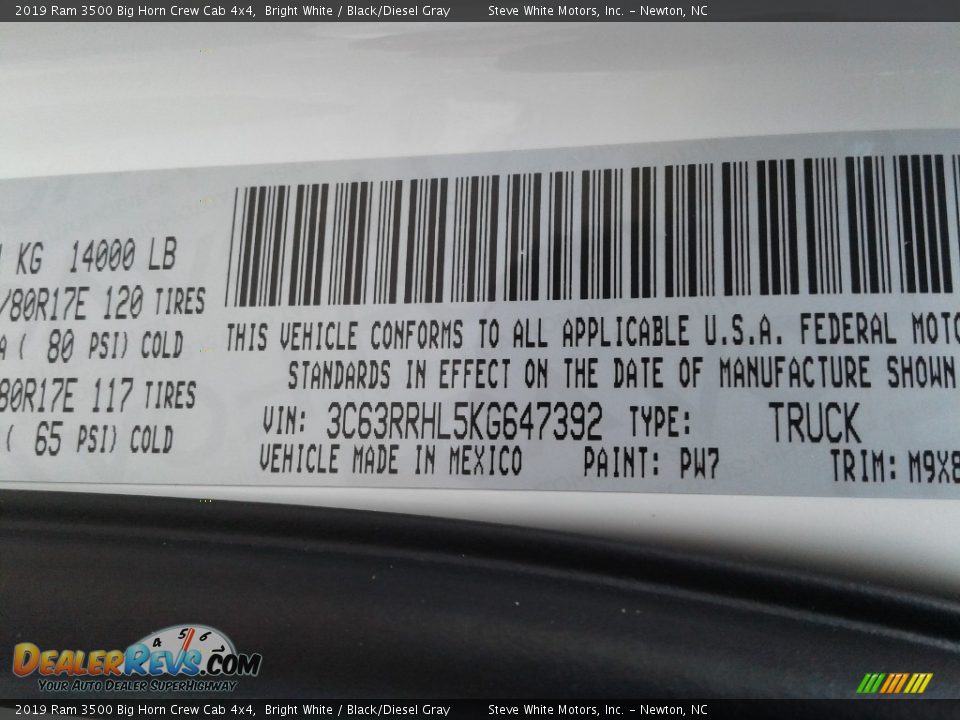 2019 Ram 3500 Big Horn Crew Cab 4x4, Bright White / Black/Diesel Gray Steve White Motors, Inc. – Newton, NC
KG 14000 LB
/80R17E 120 TIRES
( 80 PSI) COLD
80R17E 117 TIRES
( 65 PSI) COLD
THIS VEHICLE CONFORMS TO ALL APPLICABLE U.S.A. FEDERAL MOTO
STANDARDS IN EFFECT ON THE DATE OF MANUFACTURE SHOWN
VIN: 3C63RRHL5KG647392 TYPE: TRUCK
VEHICLE MADE IN MEXICO PAINT: PW7 TRIM: M9X8
4 5 6
DEALERREVS.COM
YOUR AUTO DEALER SUPERHIGHWAY
2019 Ram 3500 Big Horn Crew Cab 4x4, Bright White / Black/Diesel Gray Steve White Motors, Inc. – Newton, NC